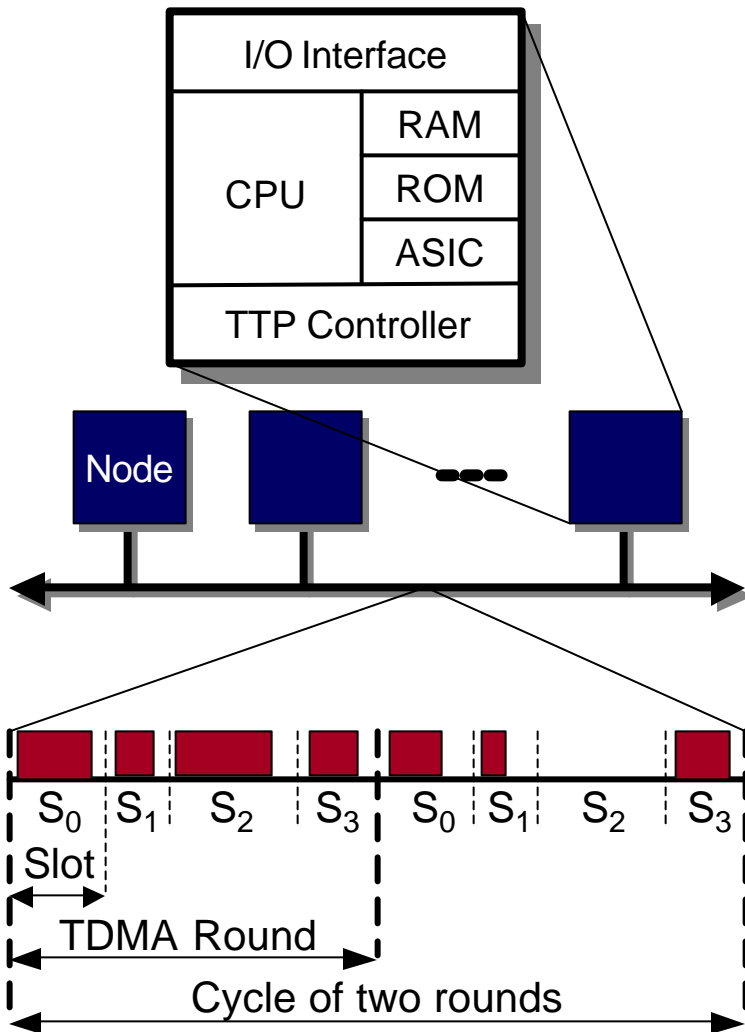 I/O Interface
CPU
RAM
ROM
ASIC
TTP Controller
Node
S0 S1 S2 S3 S0 S1 S2 S3
Slot
TDMA Round
Cycle of two rounds